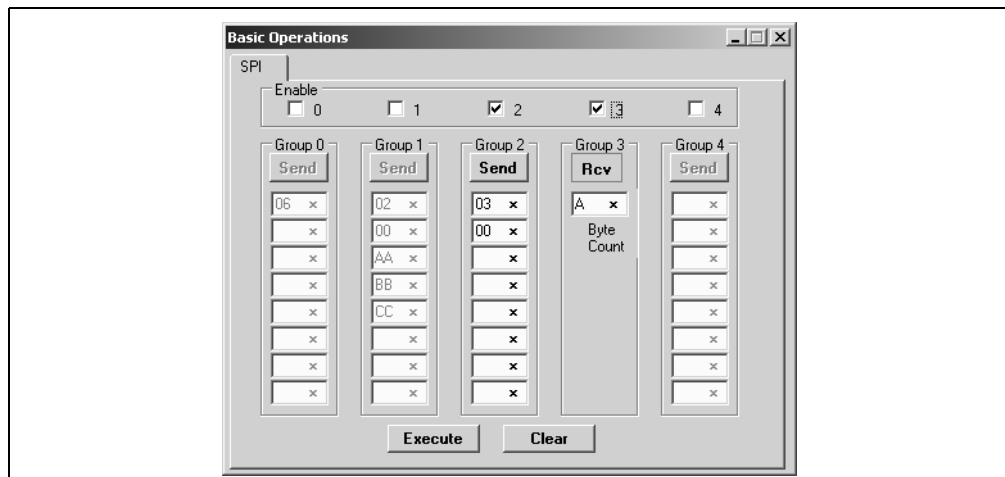 Basic Operations
SPI
Enable
0 1 2 3 4
Group 0 Group 1 Group 2 Group 3 Group 4
Send Send Send Rcv Send
06 x 02 x 03 x A x x
x 00 x 00 x Byte Count x
x AA x x x
x BB x x x
x CC x x x
x x x x
x x x x
x x x x
Execute Clear